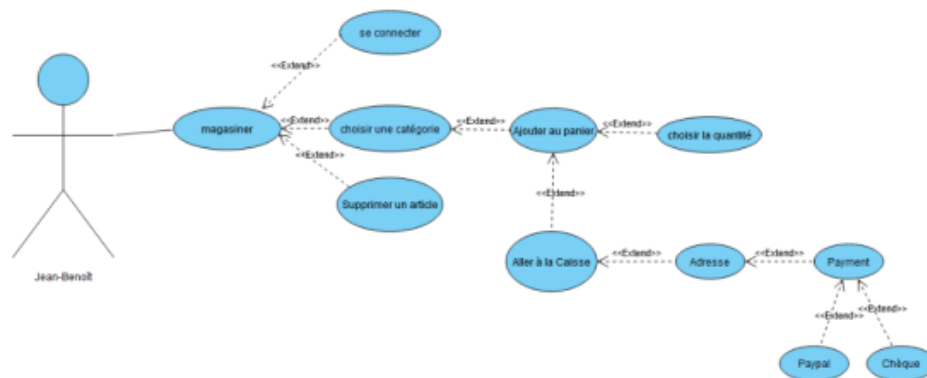 se connecter
<<Extend>>
magasiner
<<Extend>>
choisir une catégorie
<<Extend>>
Ajouter au panier
<<Extend>>
choisir la quantité
<<Extend>>
Supprimer un article
<<Extend>>
Jean-Benoît
Aller à la Caisse
<<Extend>>
Adresse
<<Extend>>
Payment
<<Extend>>
<<Extend>>
Paypal
Chèque